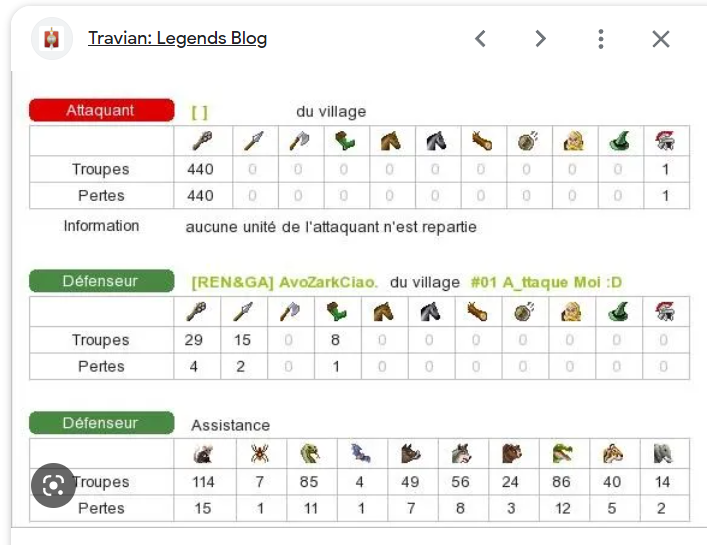 Travian: Legends Blog
Attaquant [ ] du village
Troupes 440 0 0 0 0 0 0 0 0 0 1
Pertes 440 0 0 0 0 0 0 0 0 0 1
Information aucune unité de l'attaquant n'est repartie
Défenseur [REN&GA] AvoZarkCiao. du village #01 A_ttaque Moi :D
Troupes 29 15 0 8 0 0 0 0 0 0 0
Pertes 4 2 0 1 0 0 0 0 0 0 0
Défenseur Assistance
Troupes 114 7 85 4 49 56 24 86 40 14
Pertes 15 1 11 1 7 8 3 12 5 2